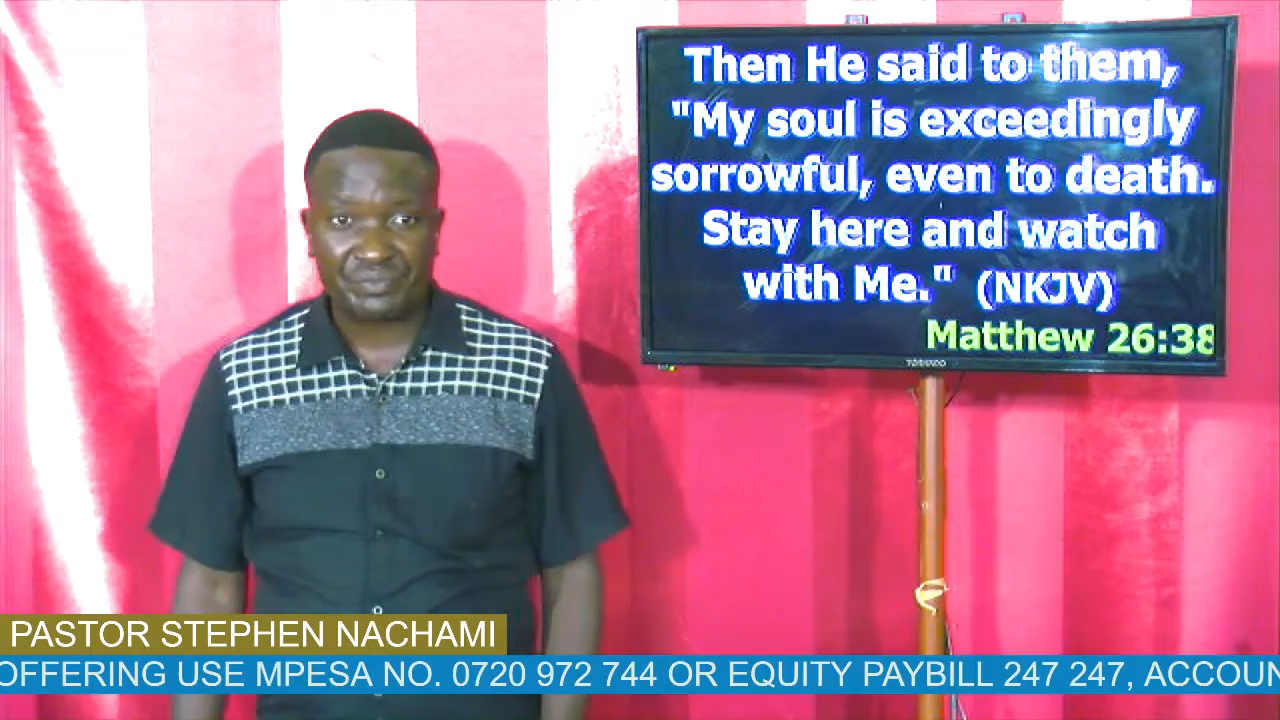 Then He said to them,
"My soul is exceedingly
sorrowful, even to death.
Stay here and watch
with Me." (NKJV)
Matthew 26:38
TORNADO
PASTOR STEPHEN NACHAMI
OFFERING USE MPESA NO. 0720 972 744 OR EQUITY PAYBILL 247 247, ACCOUN